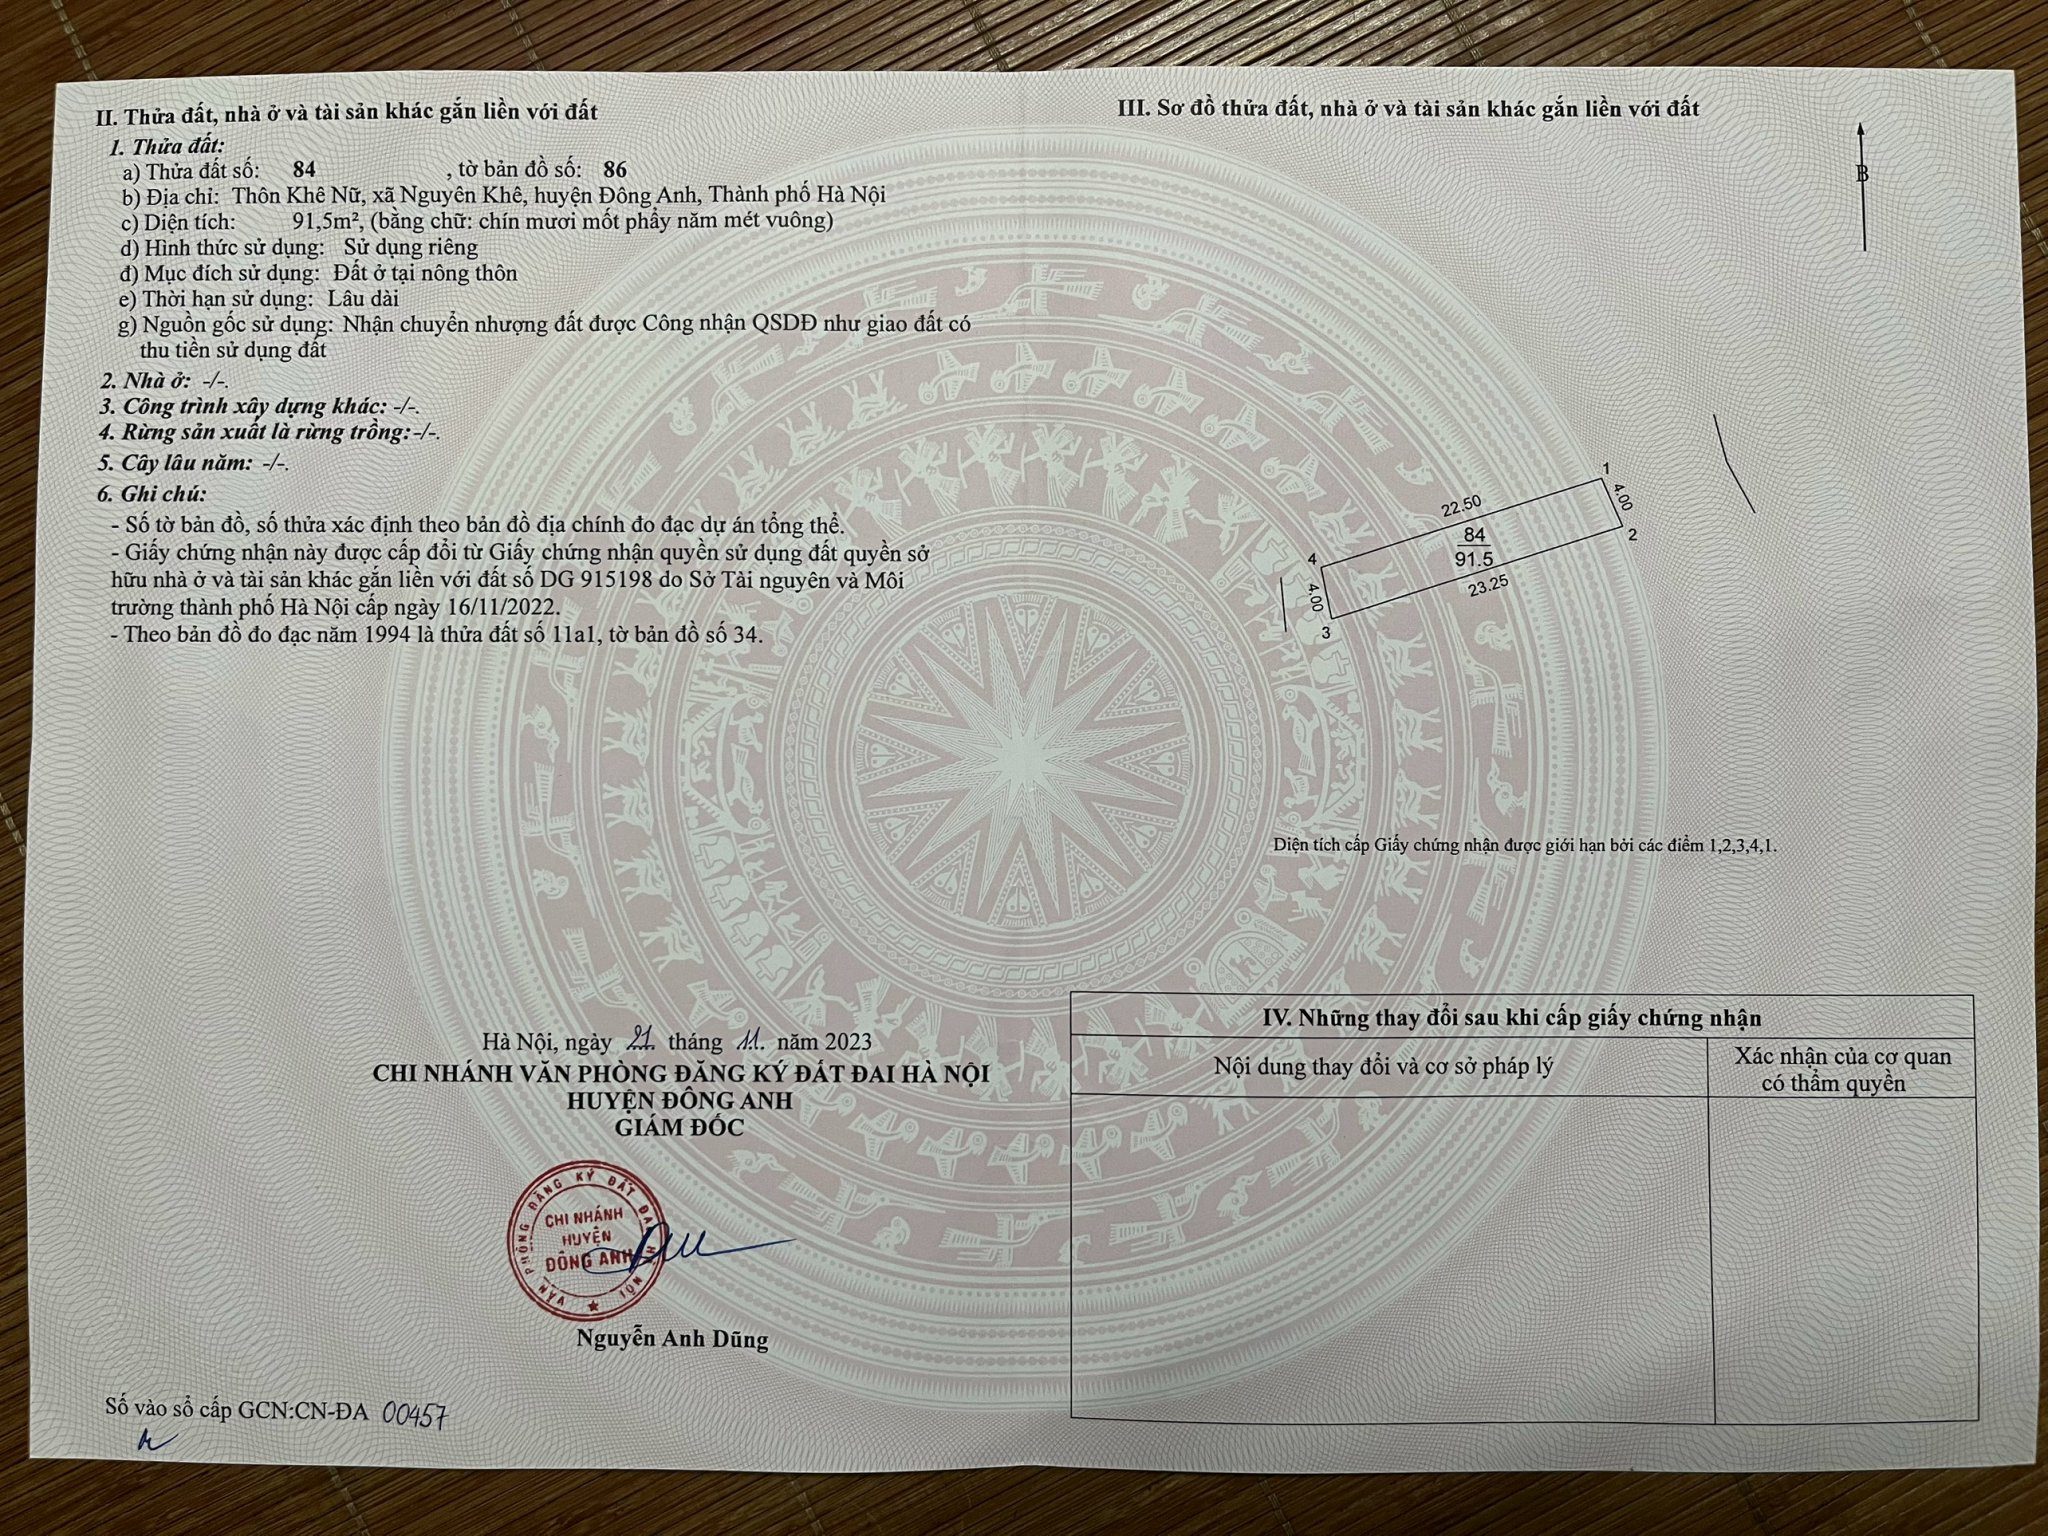 II. Thửa đất, nhà ở và tài sản khác gắn liền với đất
1. Thửa đất:
a) Thửa đất số: 84 , tờ bản đồ số: 86
b) Địa chỉ: Thôn Khê Nữ, xã Nguyên Khê, huyện Đông Anh, Thành phố Hà Nội
c) Diện tích: 91,5m², (bằng chữ: chín mươi mốt phẩy năm mét vuông)
d) Hình thức sử dụng: Sử dụng riêng
đ) Mục đích sử dụng: Đất ở tại nông thôn
e) Thời hạn sử dụng: Lâu dài
g) Nguồn gốc sử dụng: Nhận chuyển nhượng đất được Công nhận QSDĐ như giao đất có
thu tiền sử dụng đất
2. Nhà ở: -/-.
3. Công trình xây dựng khác: -/-.
4. Rừng sản xuất là rừng trồng:-/-.
5. Cây lâu năm: -/-.
6. Ghi chú:
- Số tờ bản đồ, số thửa xác định theo bản đồ địa chính đo đạc dự án tổng thể.
- Giấy chứng nhận này được cấp đổi từ Giấy chứng nhận quyền sử dụng đất quyền sở
hữu nhà ở và tài sản khác gắn liền với đất số DG 915198 do Sở Tài nguyên và Môi
trường thành phố Hà Nội cấp ngày 16/11/2022.
- Theo bản đồ đo đạc năm 1994 là thửa đất số 11a1, tờ bản đồ số 34.
Hà Nội, ngày 21 tháng 11 năm 2023
CHI NHÁNH VĂN PHÒNG ĐĂNG KÝ ĐẤT ĐAI HÀ NỘI
HUYỆN ĐÔNG ANH
GIÁM ĐỐC
VĂN PHÒNG ĐĂNG KÝ ĐẤT ĐAI HÀ NỘI
CHI NHÁNH
HUYỆN
ĐÔNG ANH
Nguyễn Anh Dũng
Số vào sổ cấp GCN:CN-ĐA 00457
III. Sơ đồ thửa đất, nhà ở và tài sản khác gắn liền với đất
B
1
22.50
4.00
2
84
91.5
4
4.00
23.25
3
Diện tích cấp Giấy chứng nhận được giới hạn bởi các điểm 1,2,3,4,1.
IV. Những thay đổi sau khi cấp giấy chứng nhận
Nội dung thay đổi và cơ sở pháp lý
Xác nhận của cơ quan
có thẩm quyền